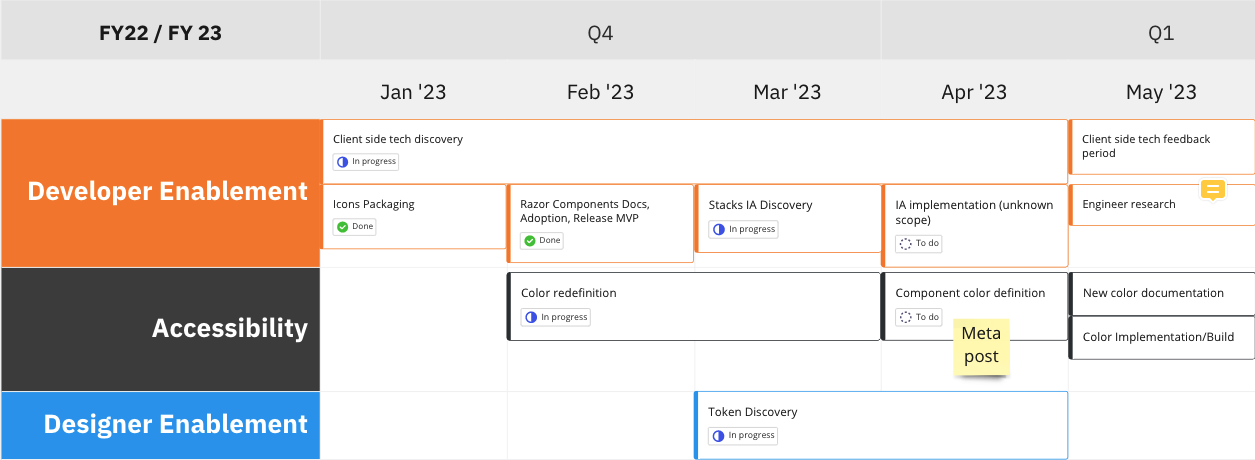 FY22 / FY 23
Q4
Q1
Jan '23
Feb '23
Mar '23
Apr '23
May '23
Developer Enablement
Client side tech discovery
In progress
Client side tech feedback
period
Icons Packaging
Done
Razor Components Docs,
Adoption, Release MVP
Done
Stacks IA Discovery
In progress
IA implementation (unknown
scope)
To do
Engineer research
Accessibility
Color redefinition
In progress
Component color definition
To do
Meta
post
New color documentation
Color Implementation/Build
Designer Enablement
Token Discovery
In progress